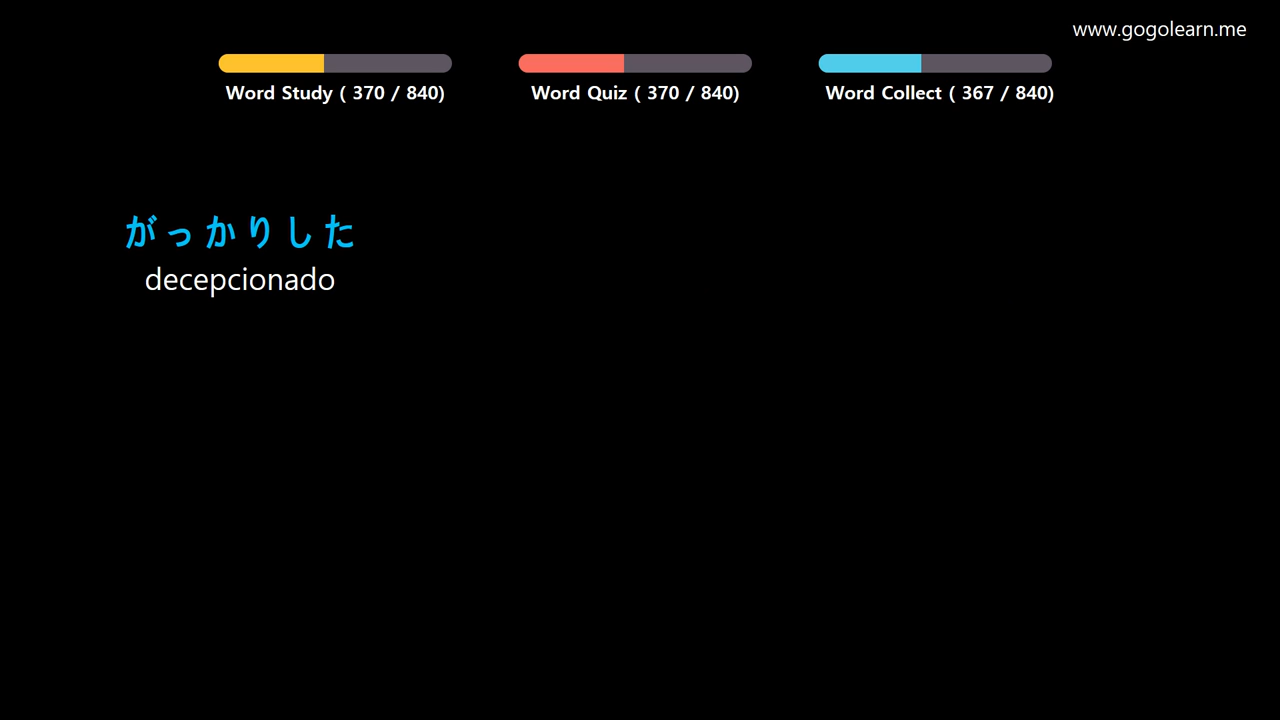 www.gogolearn.me
Word Study ( 370 / 840)
Word Quiz ( 370 / 840)
Word Collect ( 367 / 840)
がっかりした
decepcionado